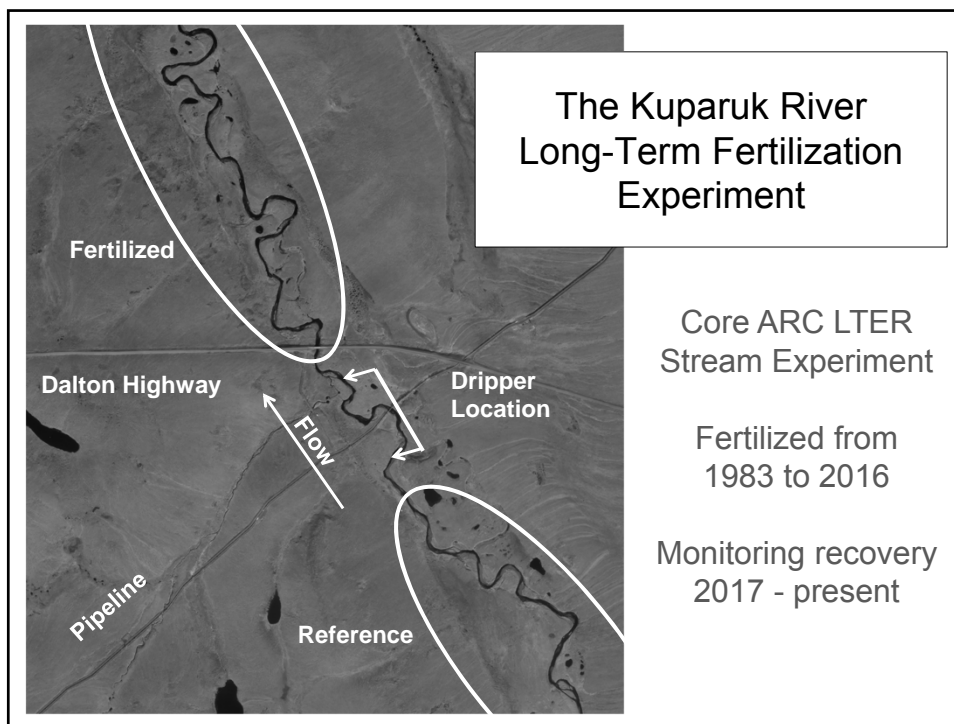 The Kuparuk River
Long-Term Fertilization
Experiment
Fertilized
Dalton Highway
Dripper
Location
Flow
Pipeline
Reference
Core ARC LTER
Stream Experiment
Fertilized from
1983 to 2016
Monitoring recovery
2017 - present